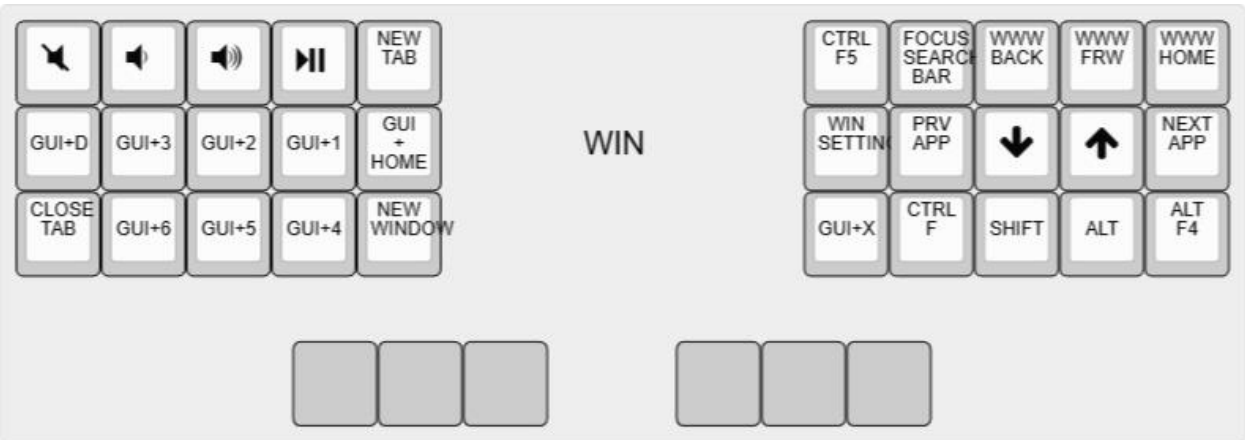 NEW
TAB
CTRL
F5
FOCUS
SEARCH
BAR
WWW
BACK
WWW
FRW
WWW
HOME
GUI+D
GUI+3
GUI+2
GUI+1
GUI
+
HOME
WIN
WIN
SETTING
PRV
APP
NEXT
APP
CLOSE
TAB
GUI+6
GUI+5
GUI+4
NEW
WINDOW
GUI+X
CTRL
F
SHIFT
ALT
ALT
F4